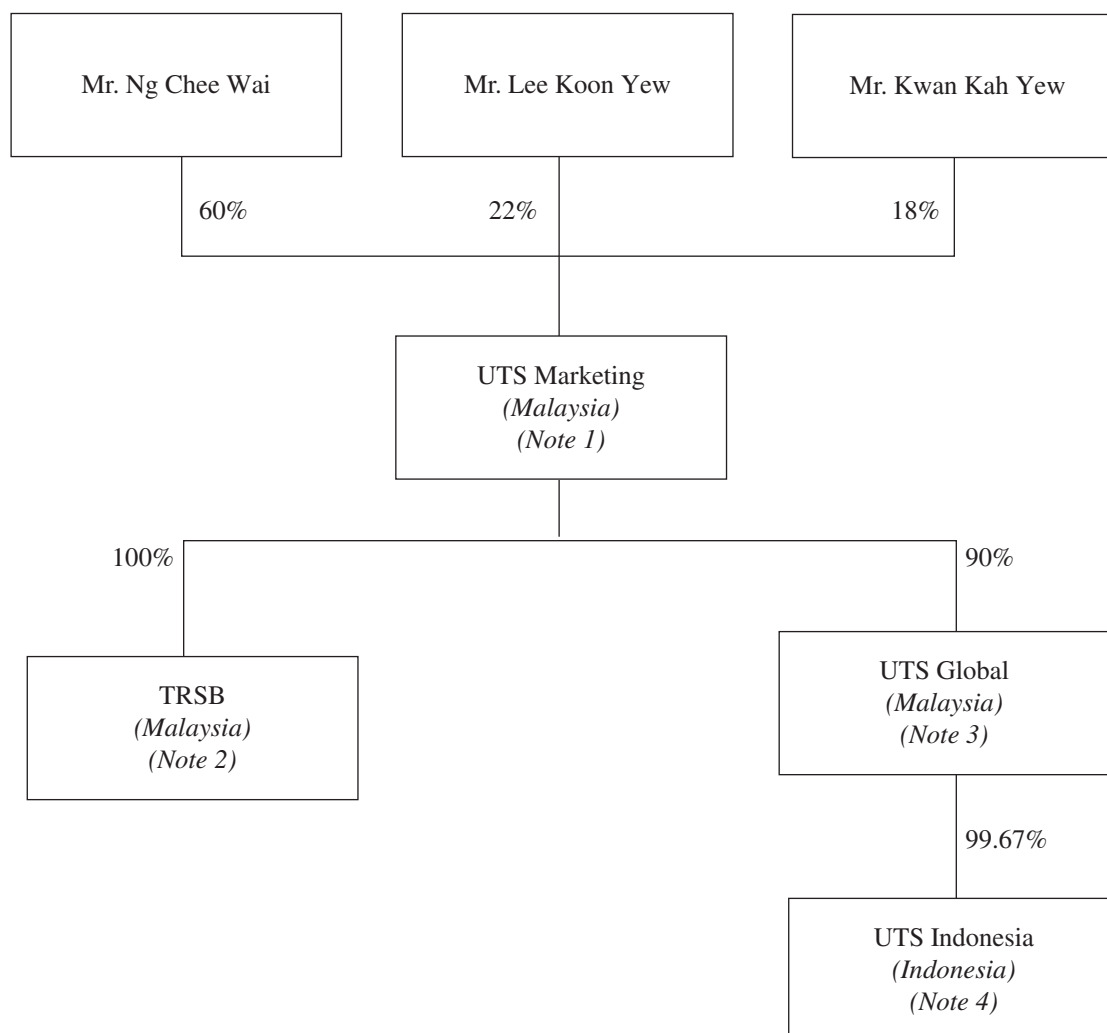 Mr. Ng Chee Wai
Mr. Lee Koon Yew
Mr. Kwan Kah Yew
60%
22%
18%
UTS Marketing
(Malaysia)
(Note 1)
100%
90%
TRSB
(Malaysia)
(Note 2)
UTS Global
(Malaysia)
(Note 3)
99.67%
UTS Indonesia
(Indonesia)
(Note 4)